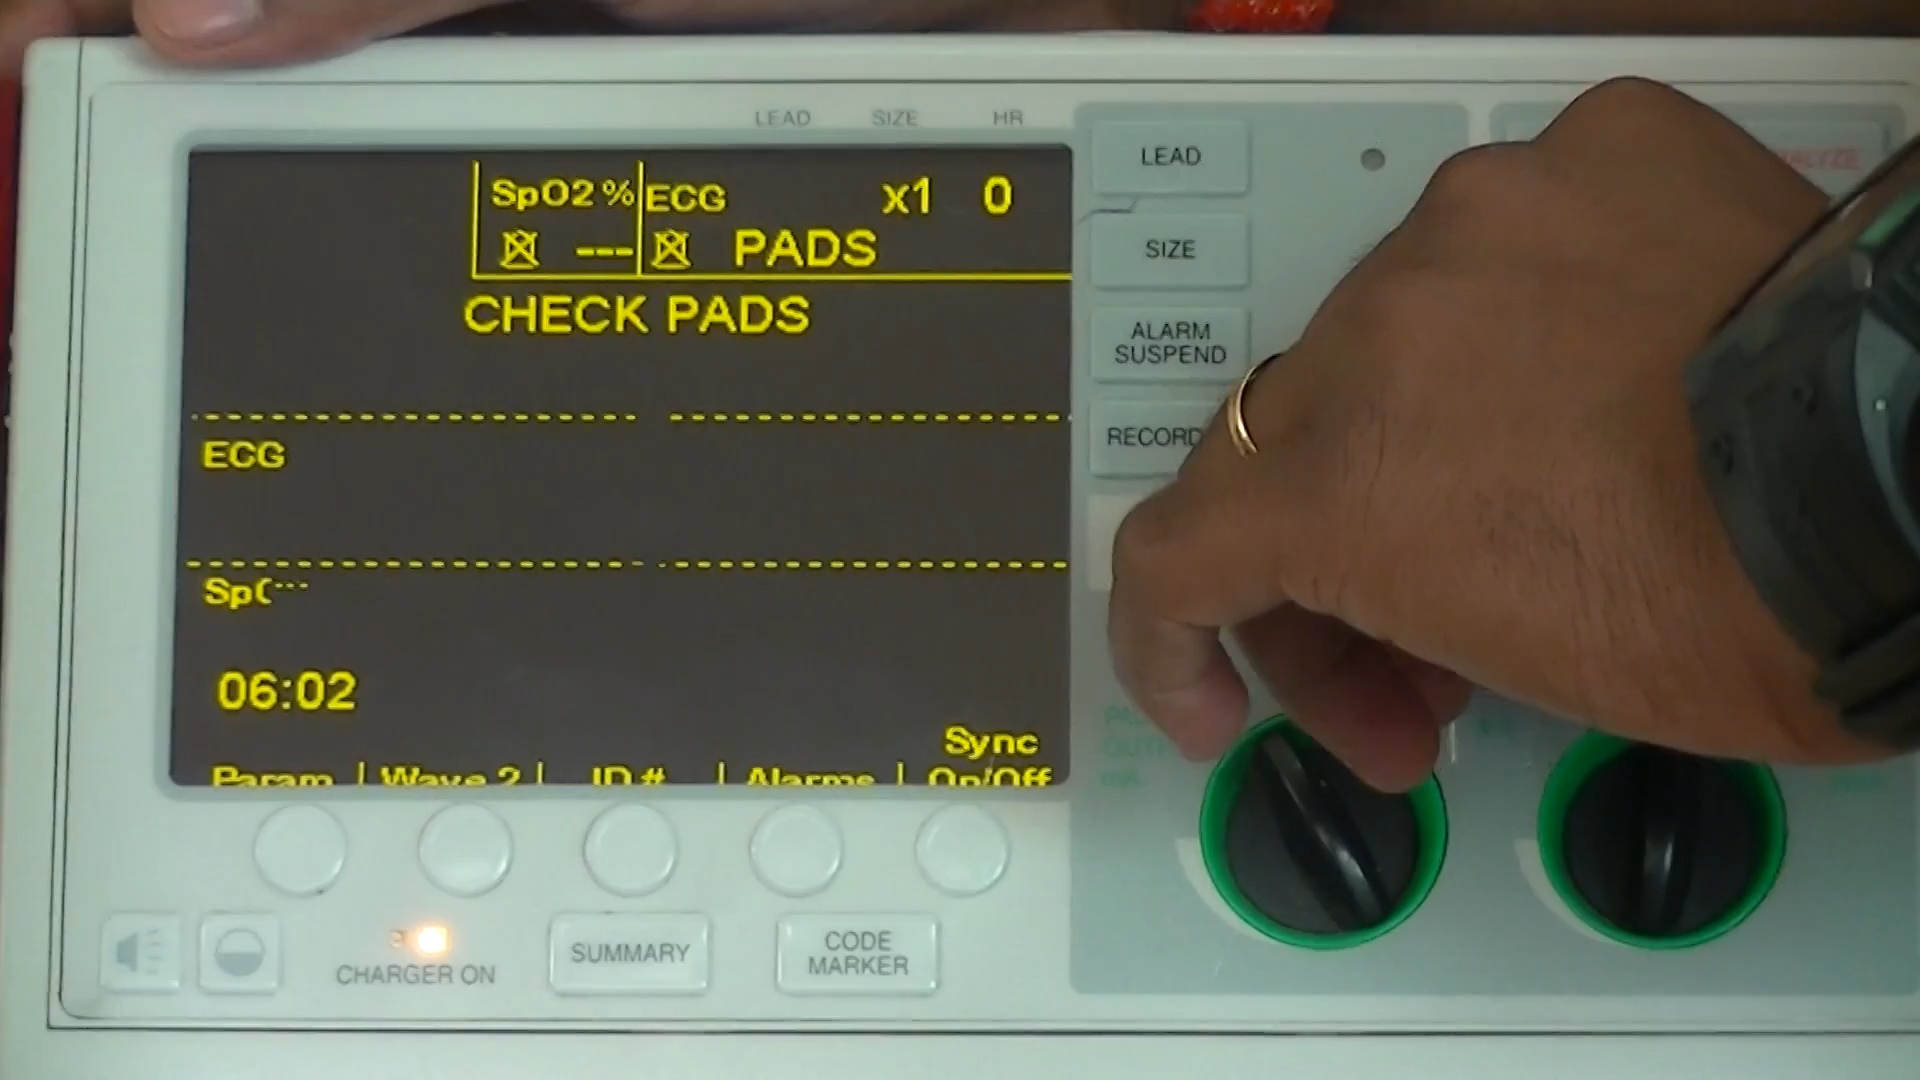 LEAD SIZE HR
SpO2 % ECG x1 0
--- PADS
CHECK PADS
ECG
06:02
Sync
Param Wave 2 ID # Alarms On/Off
CHARGER ON
SUMMARY
CODE
MARKER
LEAD
SIZE
ALARM
SUSPEND
mA